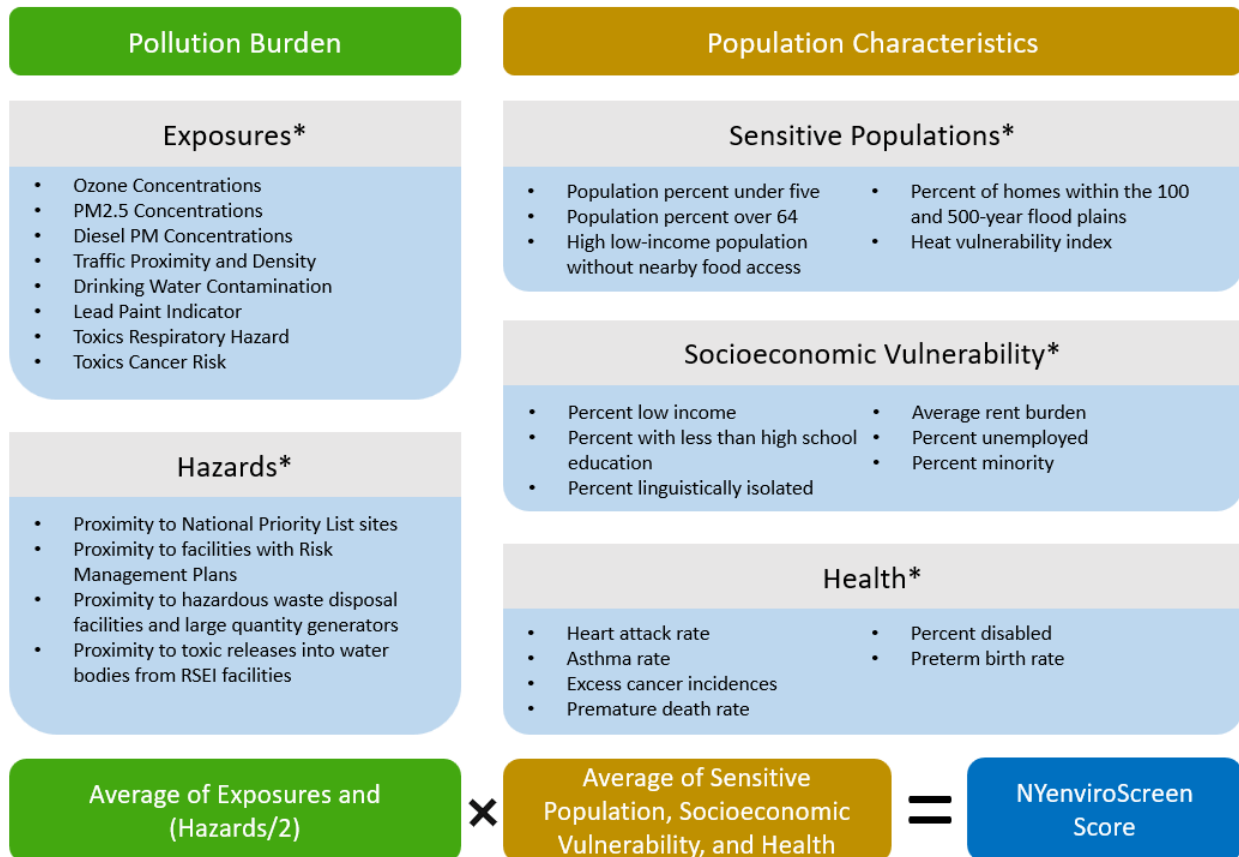 Pollution Burden
Population Characteristics
Exposures*
• Ozone Concentrations
• PM2.5 Concentrations
• Diesel PM Concentrations
• Traffic Proximity and Density
• Drinking Water Contamination
• Lead Paint Indicator
• Toxics Respiratory Hazard
• Toxics Cancer Risk
Hazards*
• Proximity to National Priority List sites
• Proximity to facilities with Risk
Management Plans
• Proximity to hazardous waste disposal
facilities and large quantity generators
• Proximity to toxic releases into water
bodies from RSEI facilities
Sensitive Populations*
• Population percent under five
• Population percent over 64
• High low-income population
without nearby food access
• Percent of homes within the 100
and 500-year flood plains
• Heat vulnerability index
Socioeconomic Vulnerability*
• Percent low income
• Percent with less than high school
education
• Percent linguistically isolated
• Average rent burden
• Percent unemployed
• Percent minority
Health*
• Heart attack rate
• Asthma rate
• Excess cancer incidences
• Premature death rate
• Percent disabled
• Preterm birth rate
Average of Exposures and
(Hazards/2)
×
Average of Sensitive
Population, Socioeconomic
Vulnerability, and Health
=
NYenviroScreen
Score